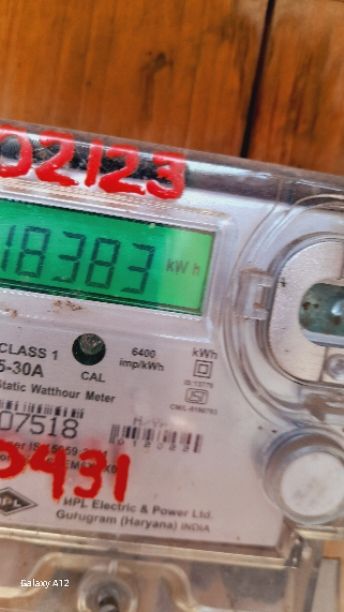 02123
18383 kWh
CLASS 1
5-30A
CAL
6400
imp/kWh
kWh
Static Watthour Meter
07518
0431
HPL
HPL Electric & Power Ltd.
Gurugram (Haryana) INDIA
Galaxy A12